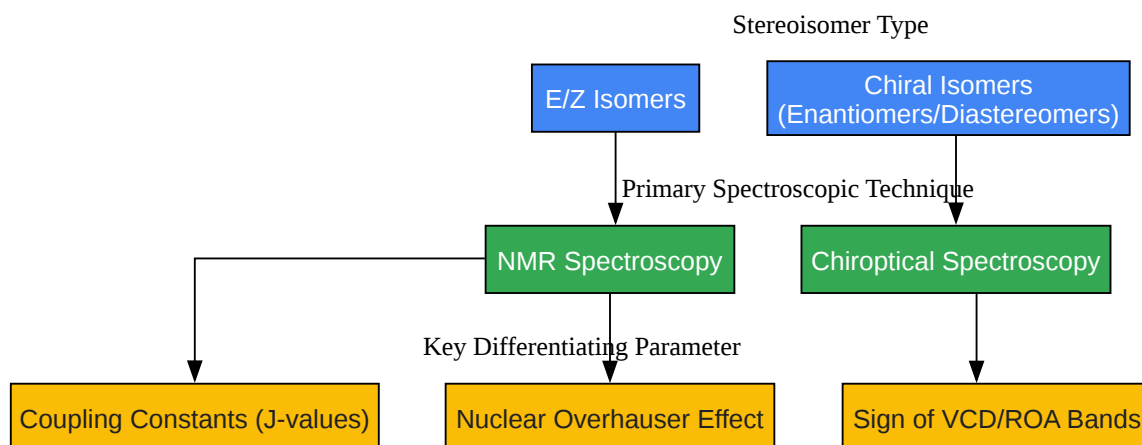 Stereoisomer Type
E/Z Isomers
Chiral Isomers
(Enantiomers/Diastereomers)
Primary Spectroscopic Technique
NMR Spectroscopy
Chiroptical Spectroscopy
Key Differentiating Parameter
Coupling Constants (J-values)
Nuclear Overhauser Effect
Sign of VCD/ROA Bands